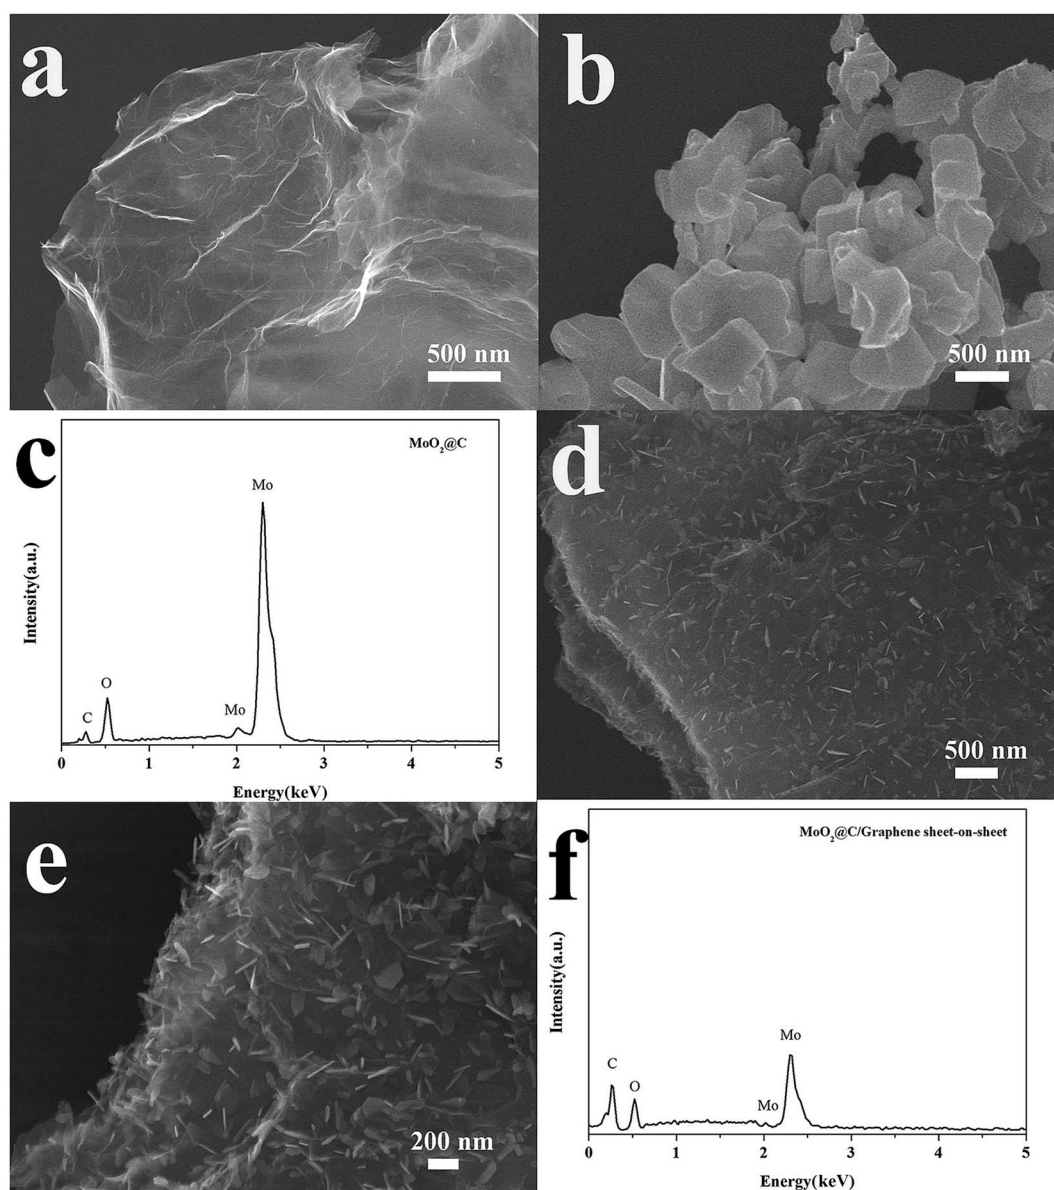 a
500 nm
b
500 nm
c
MoO₂@C
Mo
O
C
Mo
Intensity(a.u.)
0 1 2 3 4 5
Energy(keV)
d
500 nm
e
200 nm
f
MoO₂@C/Graphene sheet-on-sheet
Mo
C
O
Mo
Intensity(a.u.)
0 1 2 3 4 5
Energy(keV)